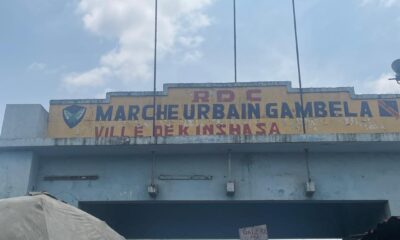 RDC
MARCHE URBAIN GAMBELA
VILLE DE KINSHASA